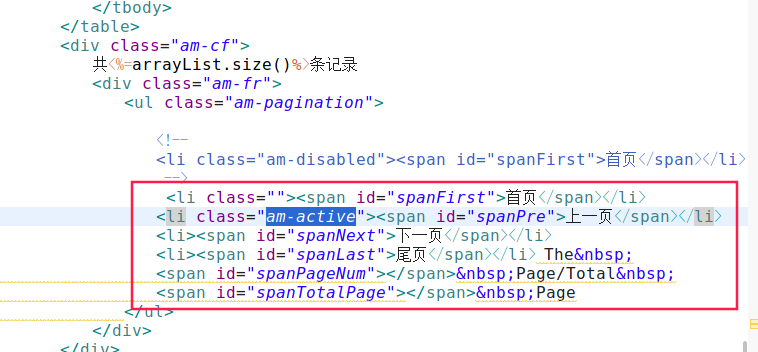 </tbody>
</table>
<div class="am-cf">
共<%=arrayList.size()%>条记录
<div class="am-fr">
<ul class="am-pagination">
<!--
<li class="am-disabled"><span id="spanFirst">首页</span></li>
-->
<li class=""><span id="spanFirst">首页</span></li>
<li class="am-active"><span id="spanPre">上一页</span></li>
<li><span id="spanNext">下一页</span></li>
<li><span id="spanLast">尾页</span></li> The&nbsp;
<span id="spanPageNum"></span>&nbsp;Page/Total&nbsp;
<span id="spanTotalPage"></span>&nbsp;Page
</ul>
</div>
</div>